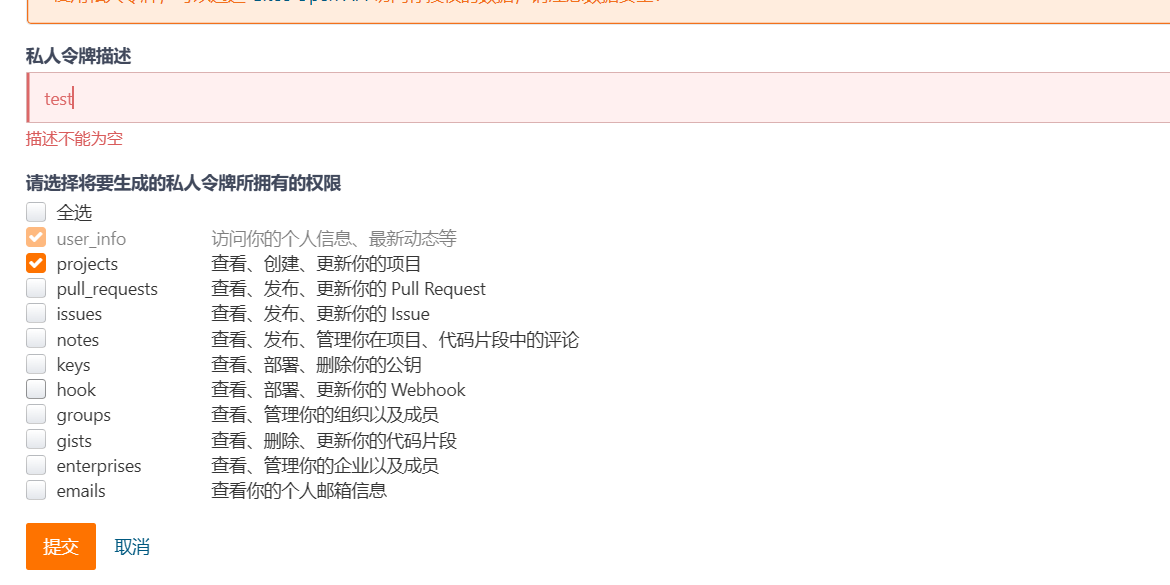 私人令牌描述
test
描述不能为空
请选择将要生成的私人令牌所拥有的权限
全选
user_info 访问你的个人信息、最新动态等
projects 查看、创建、更新你的项目
pull_requests 查看、发布、更新你的 Pull Request
issues 查看、发布、更新你的 Issue
notes 查看、发布、管理你在项目、代码片段中的评论
keys 查看、部署、删除你的公钥
hook 查看、部署、更新你的 Webhook
groups 查看、管理你的组织以及成员
gists 查看、删除、更新你的代码片段
enterprises 查看、管理你的企业以及成员
emails 查看你的个人邮箱信息
提交 取消